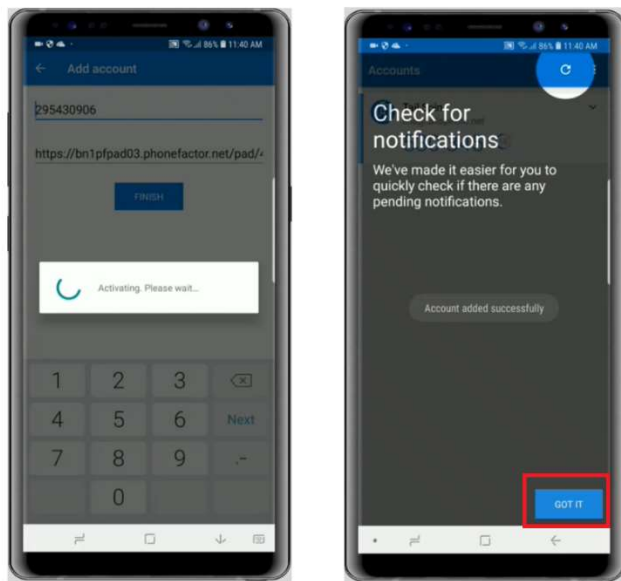 86% 11:40 AM
Add account
295430906
https://bn1pfpad03.phonefactor.net/pad/4
FINISH
Activating. Please wait...
1 2 3
4 5 6 Next
7 8 9 .-
0
86% 11:40 AM
Accounts
Check for
notifications
We've made it easier for you to
quickly check if there are any
pending notifications.
Account added successfully
GOT IT